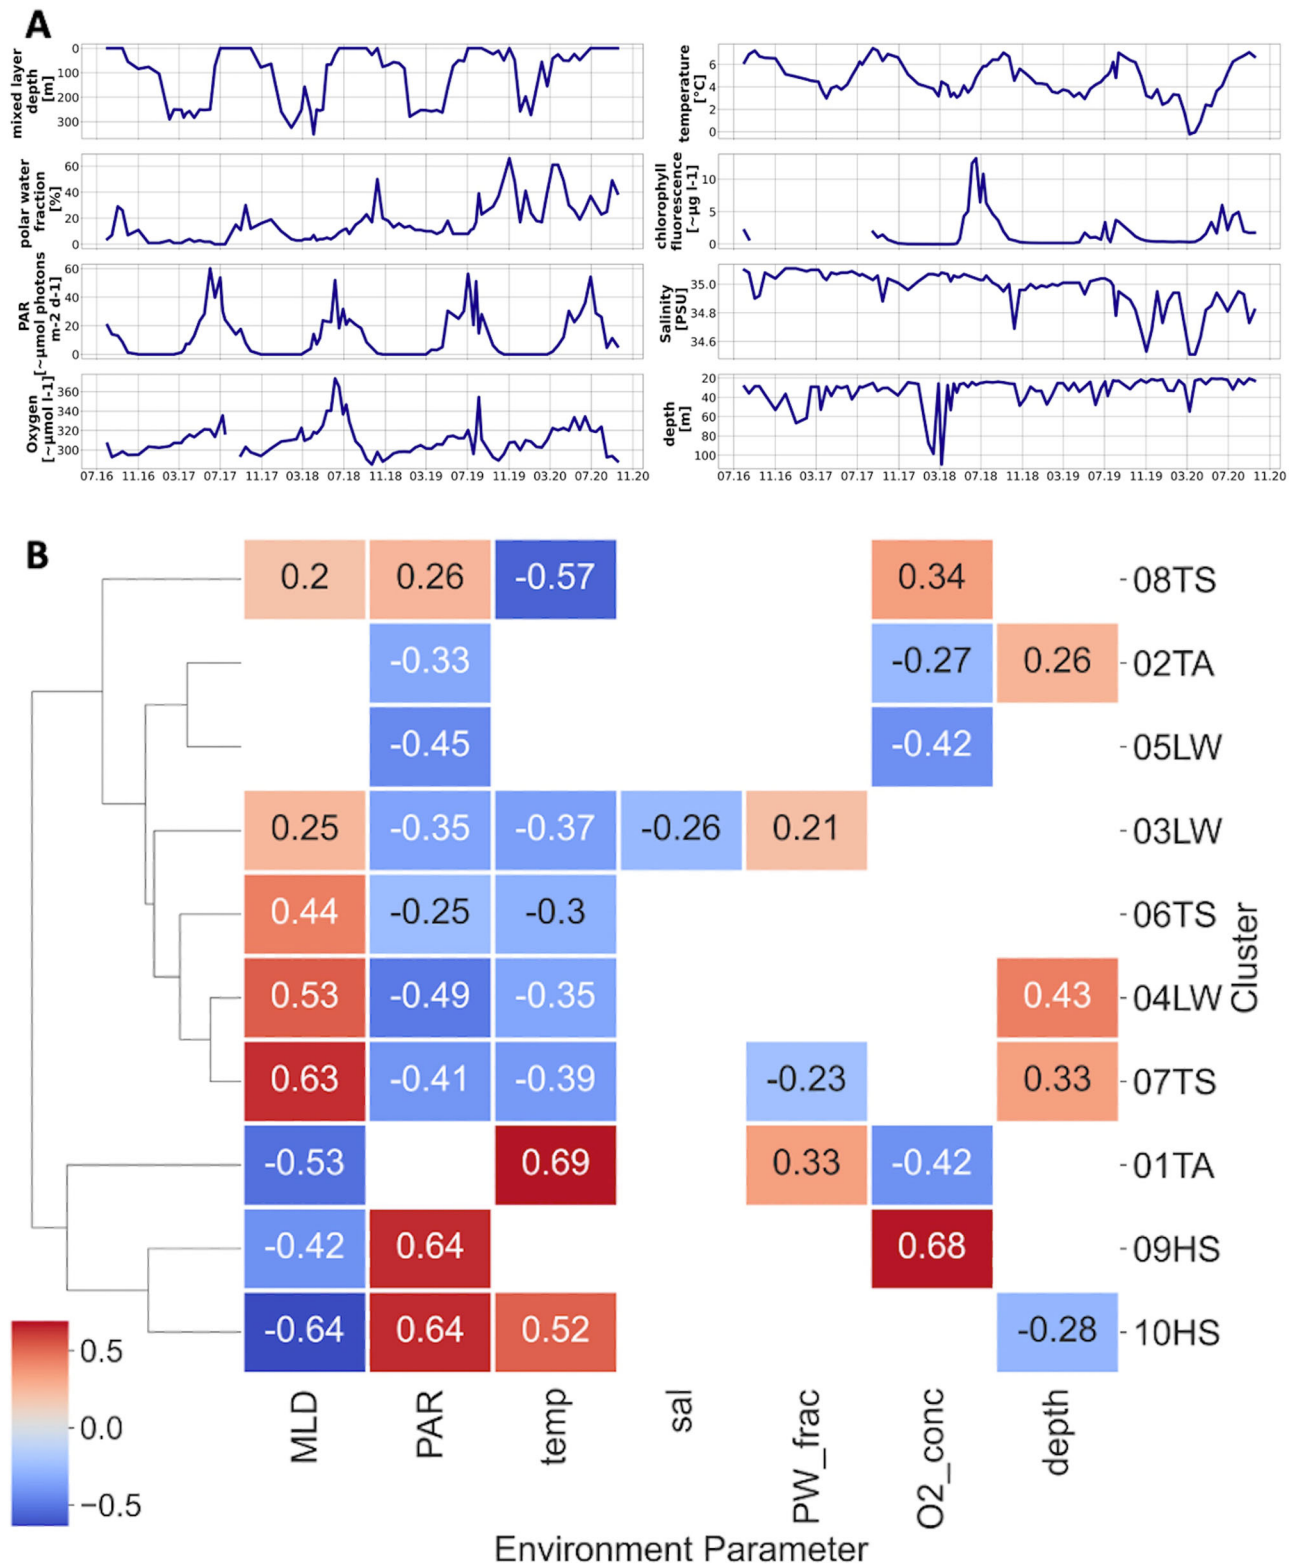 A
mixed layer
depth
[m]
0
100
200
300
temperature
[°C]
6
4
2
0
polar water
fraction
[%]
60
40
20
0
chlorophyll
fluorescence
[~µg l-1]
10
5
0
PAR
[~µmol photons
m-2 d-1]
60
40
20
0
Salinity
[PSU]
35.0
34.8
34.6
Oxygen
[~µmol l-1]
360
340
320
300
depth
[m]
20
40
60
80
100
07.16 11.16 03.17 07.17 11.17 03.18 07.18 11.18 03.19 07.19 11.19 03.20 07.20 11.20
07.16 11.16 03.17 07.17 11.17 03.18 07.18 11.18 03.19 07.19 11.19 03.20 07.20 11.20
B
0.2 0.26 -0.57 0.34 08TS
-0.33 -0.27 0.26 02TA
-0.45 -0.42 05LW
0.25 -0.35 -0.37 -0.26 0.21 03LW
0.44 -0.25 -0.3 06TS
0.53 -0.49 -0.35 0.43 04LW
0.63 -0.41 -0.39 -0.23 0.33 07TS
-0.53 0.69 0.33 -0.42 01TA
-0.42 0.64 0.68 09HS
-0.64 0.64 0.52 -0.28 10HS
Cluster
0.5
0.0
−0.5
MLD PAR temp sal PW_frac O2_conc depth
Environment Parameter